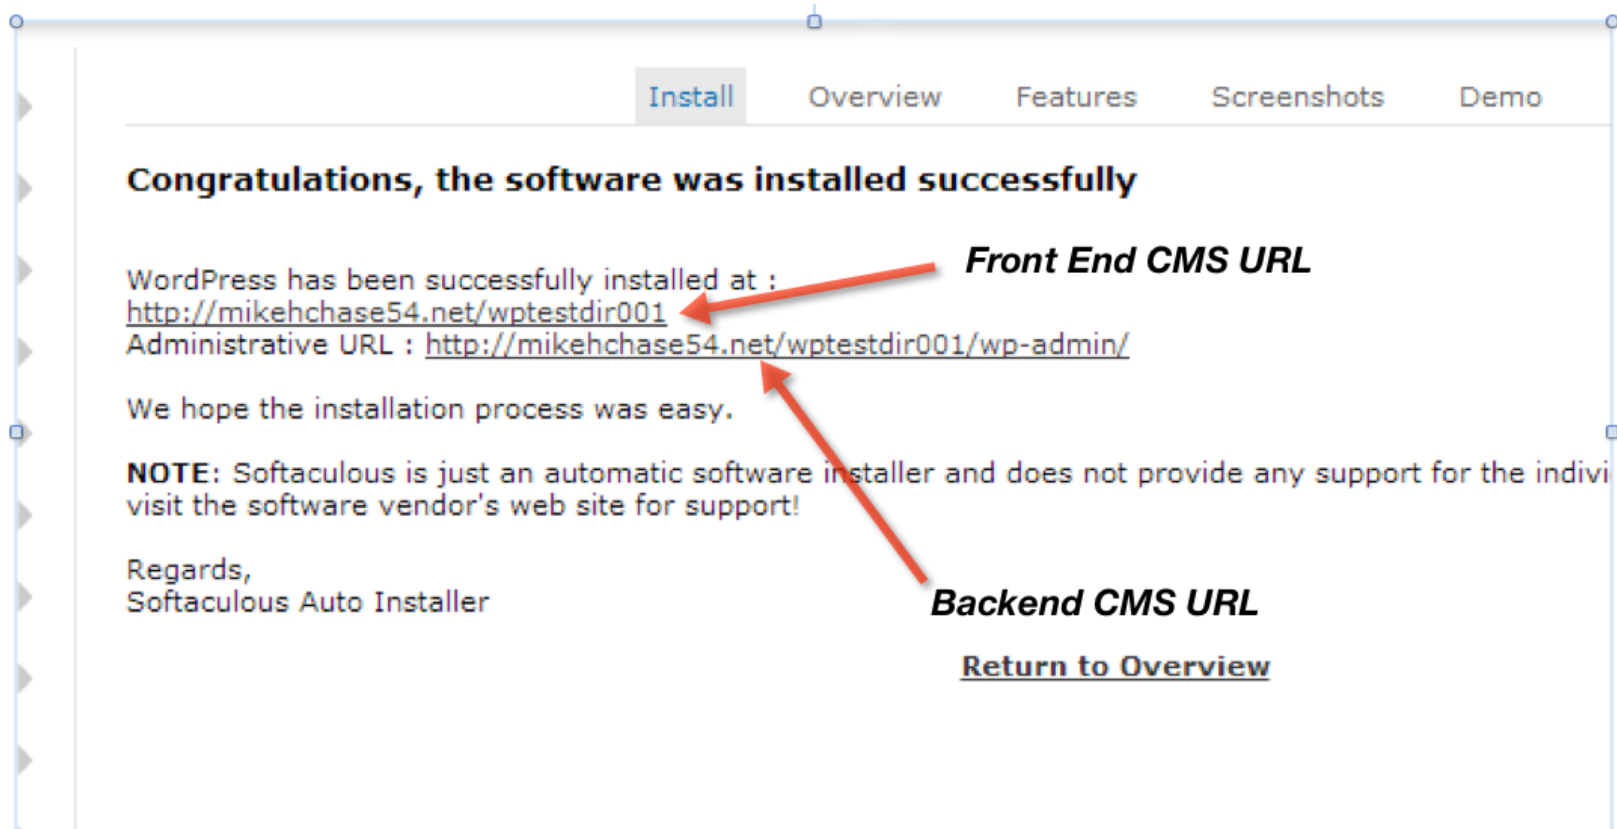 Install Overview Features Screenshots Demo
Congratulations, the software was installed successfully
Front End CMS URL
WordPress has been successfully installed at :
http://mikehchase54.net/wptestdir001
Administrative URL : http://mikehchase54.net/wptestdir001/wp-admin/
We hope the installation process was easy.
NOTE: Softaculous is just an automatic software installer and does not provide any support for the
visit the software vendor's web site for support!
Regards,
Softaculous Auto Installer
Backend CMS URL
Return to Overview